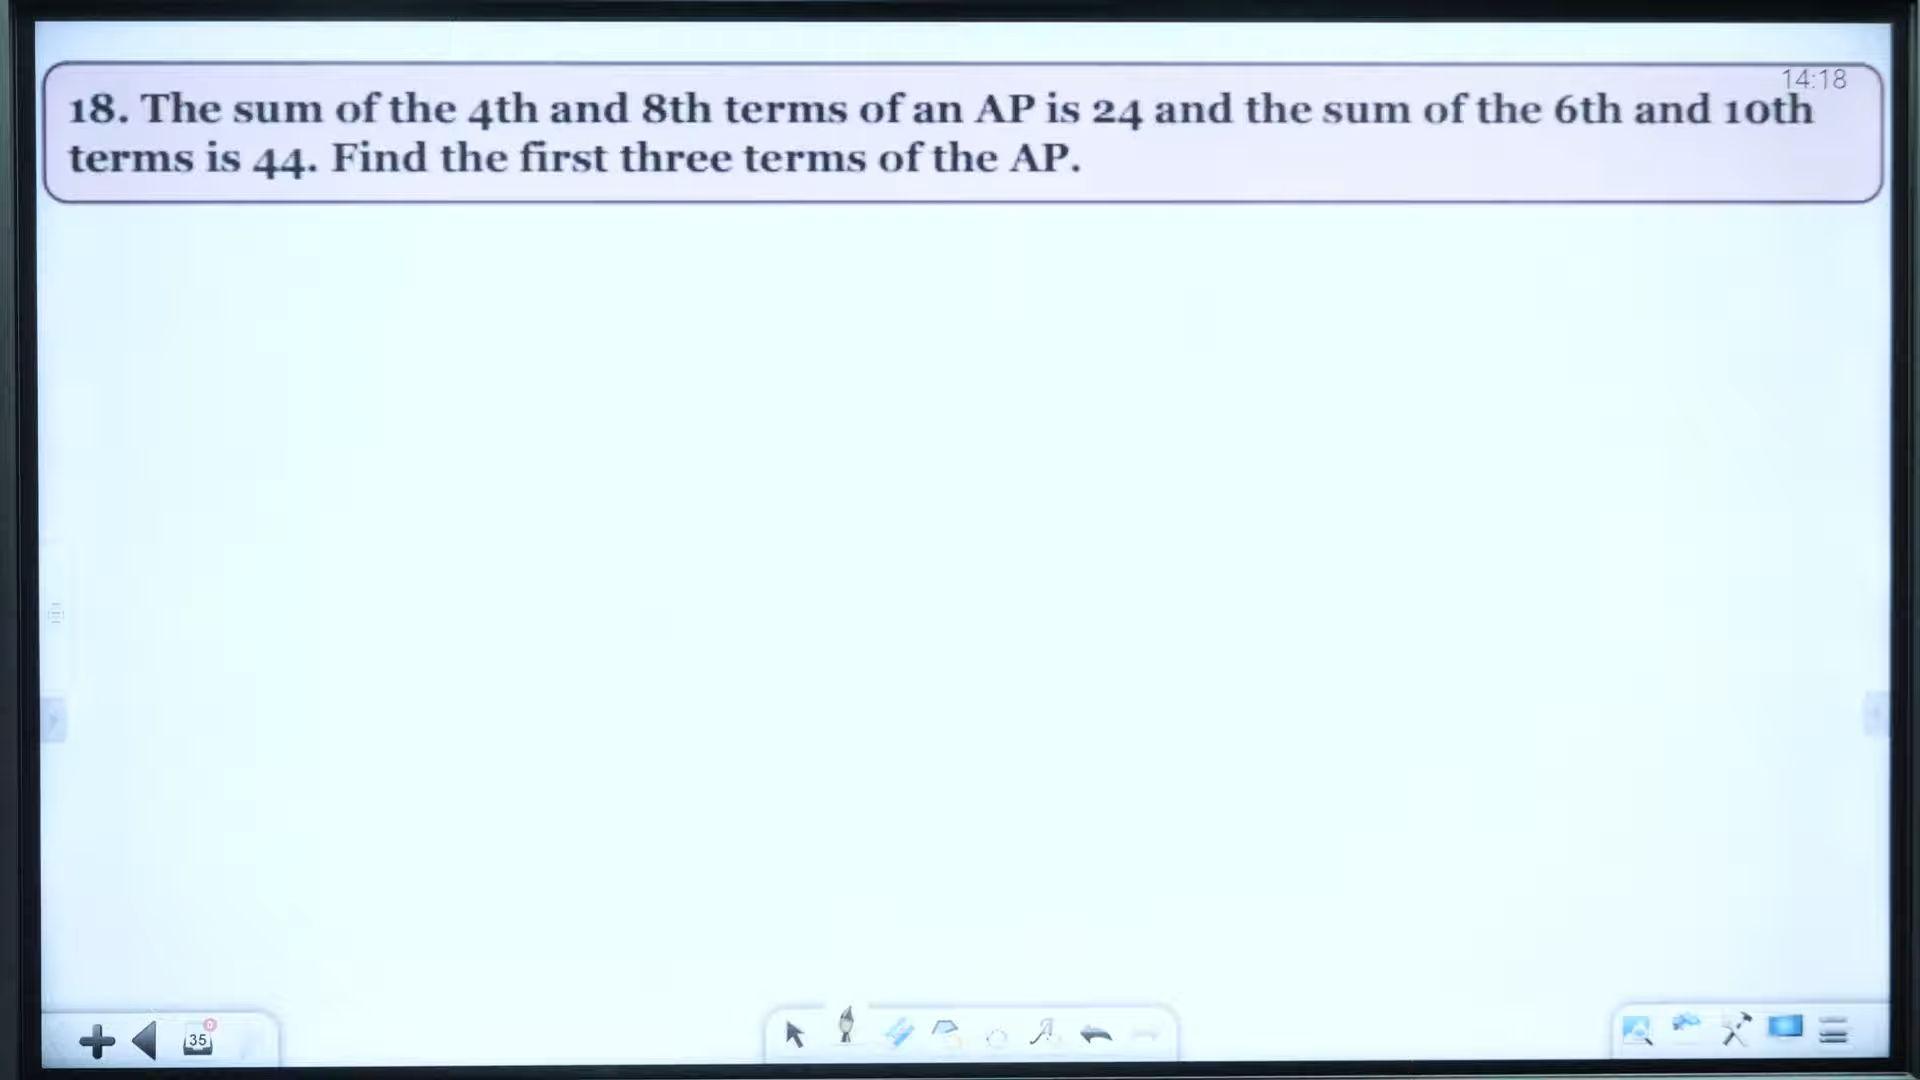 14:18
18. The sum of the 4th and 8th terms of an AP is 24 and the sum of the 6th and 10th
terms is 44. Find the first three terms of the AP.
35
0